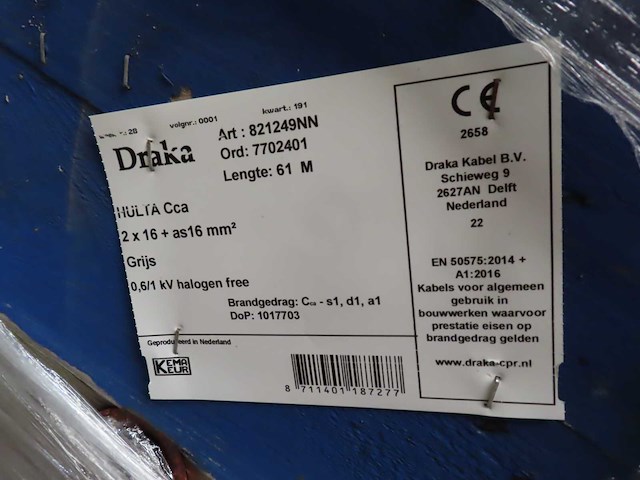 28 volgnr.: 0001 kwart.: 191
Draka
Art : 821249NN
Ord: 7702401
Lengte: 61 M
HULTA Cca
2 x 16 + as16 mm²
Grijs
0,6/1 kV halogen free
Brandgedrag: Cca - s1, d1, a1
DoP: 1017703
Geproduceerd in Nederland
KEMA
KEUR
8 711401 187277
CE
2658
Draka Kabel B.V.
Schieweg 9
2627AN Delft
Nederland
22
EN 50575:2014 +
A1:2016
Kabels voor algemeen
gebruik in
bouwwerken waarvoor
prestatie eisen op
brandgedrag gelden
www.draka-cpr.nl